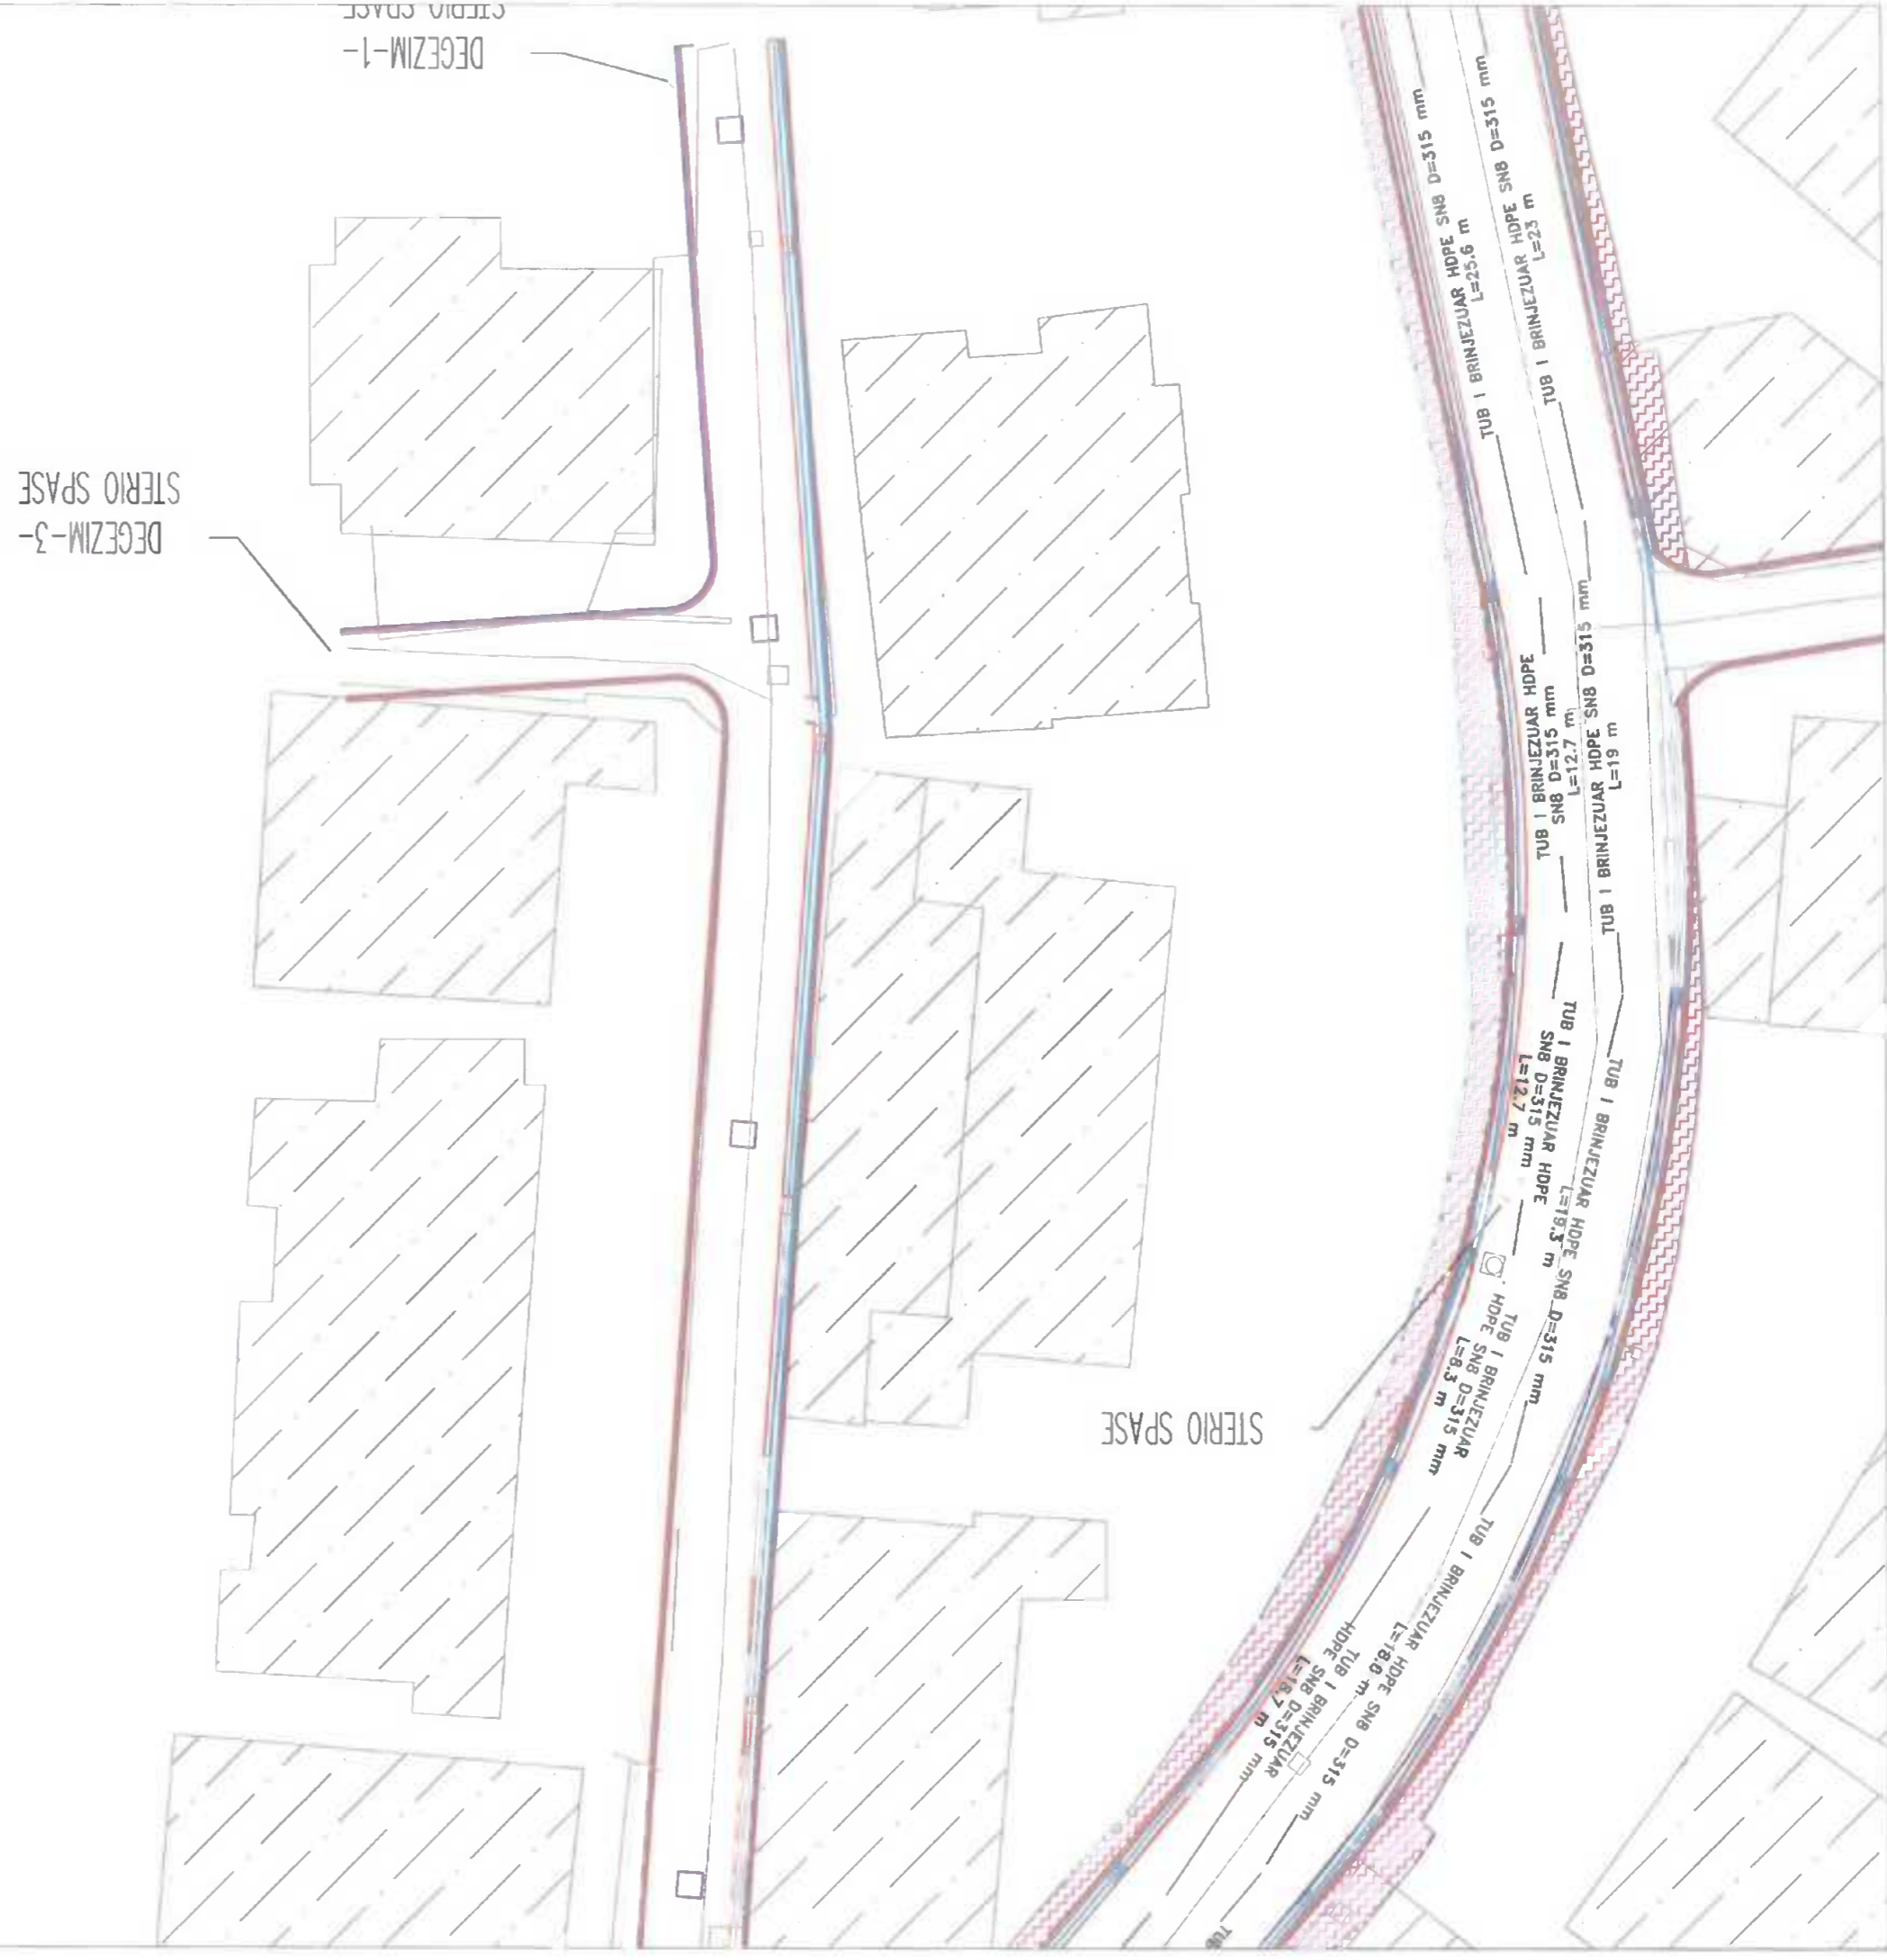 DEGEZIM-1-
STERIO SPASE
DEGEZIM-3-
STERIO SPASE
STERIO SPASE
TUB I BRINJEZUAR HDPE SN8 D=315 mm
L=25.6 m
TUB I BRINJEZUAR HDPE SN8 D=315 mm
L=23 m
TUB I BRINJEZUAR HDPE
SN8 D=315 mm
L=12.7 m
TUB I BRINJEZUAR HDPE SN8 D=315 mm
L=19 m
TUB I BRINJEZUAR HDPE
SN8 D=315 mm
L=12.7 m
TUB I BRINJEZUAR HDPE SN8 D=315 mm
L=19.3 m
TUB I BRINJEZUAR
HDPE SN8 D=315 mm
L=8.3 m
TUB I BRINJEZUAR HDPE SN8 D=315 mm
TUB I BRINJEZUAR
HDPE SN8 D=315 mm
L=18.7 m
TUB